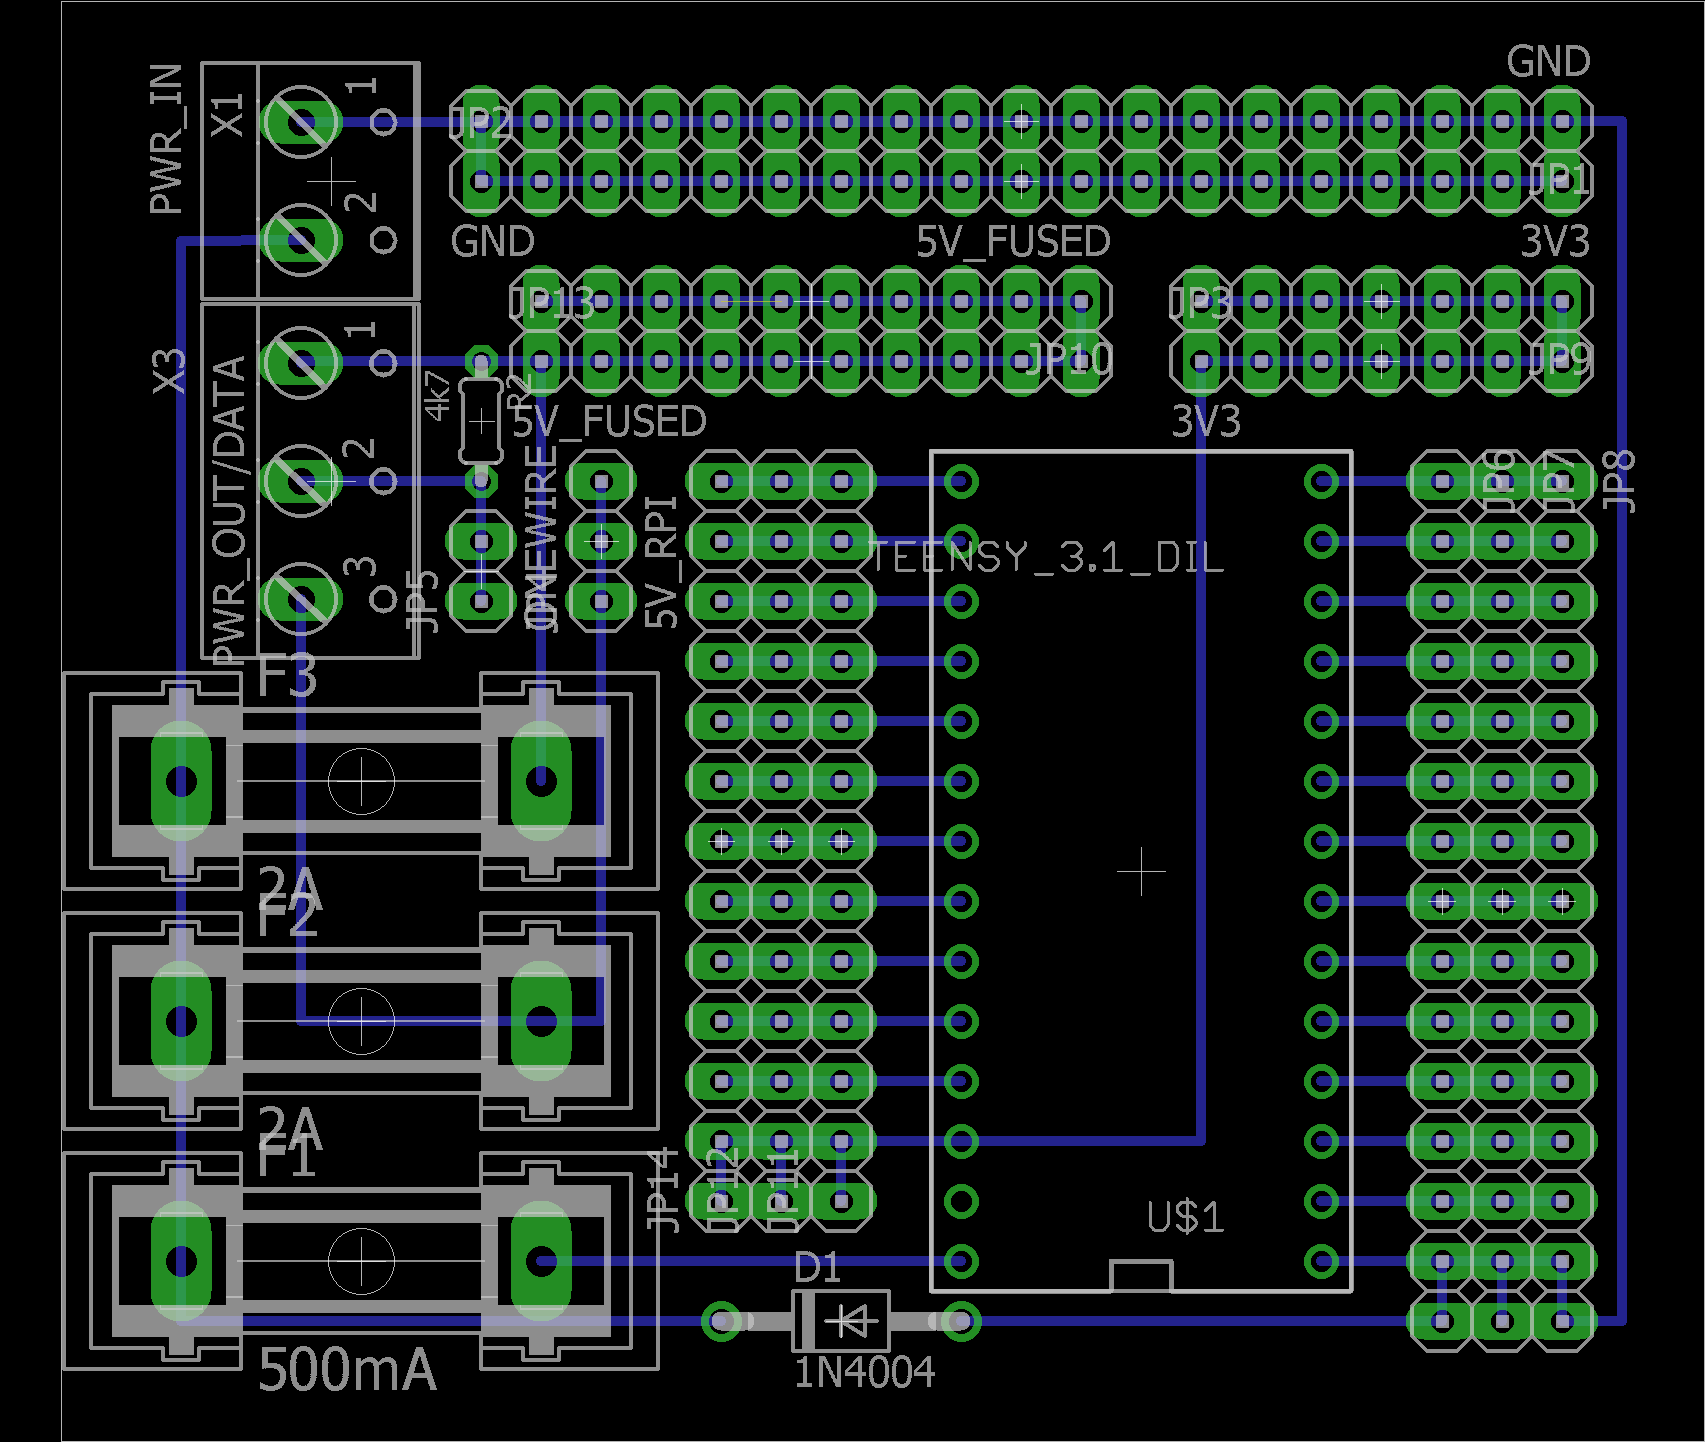 GND
PWR_IN
X1
1
2
JP2
JP1
GND
5V_FUSED
3V3
JP13
JP10
JP3
JP9
X3
PWR_OUT/DATA
1
2
3
4k7
R2
5V_FUSED
3V3
JP5
ONEWIRE
JP4
5V_RPI
TEENSY_3.1_DIL
JP6
JP7
JP8
F3
2A
F2
2A
F1
500mA
JP14
JP12
JP11
U$1
D1
1N4004